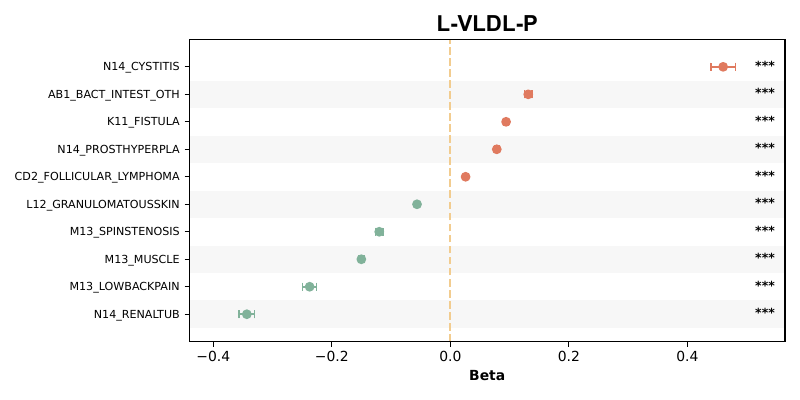 L-VLDL-P
N14_CYSTITIS ***
AB1_BACT_INTEST_OTH ***
K11_FISTULA ***
N14_PROSTHYPERPLA ***
CD2_FOLLICULAR_LYMPHOMA ***
L12_GRANULOMATOUSSKIN ***
M13_SPINSTENOSIS ***
M13_MUSCLE ***
M13_LOWBACKPAIN ***
N14_RENALTUB ***
−0.4 −0.2 0.0 0.2 0.4
Beta